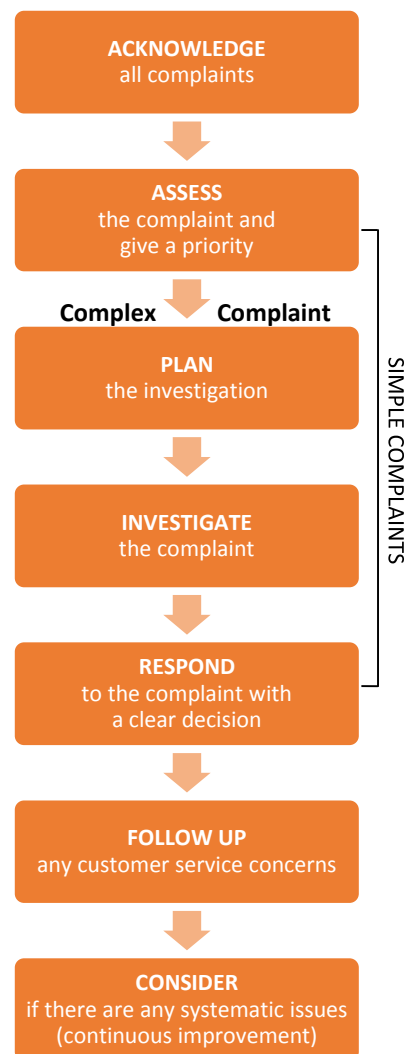 ACKNOWLEDGE
all complaints
ASSESS
the complaint and
give a priority
Complex Complaint
PLAN
the investigation
INVESTIGATE
the complaint
RESPOND
to the complaint with
a clear decision
SIMPLE COMPLAINTS
FOLLOW UP
any customer service concerns
CONSIDER
if there are any systematic issues
(continuous improvement)